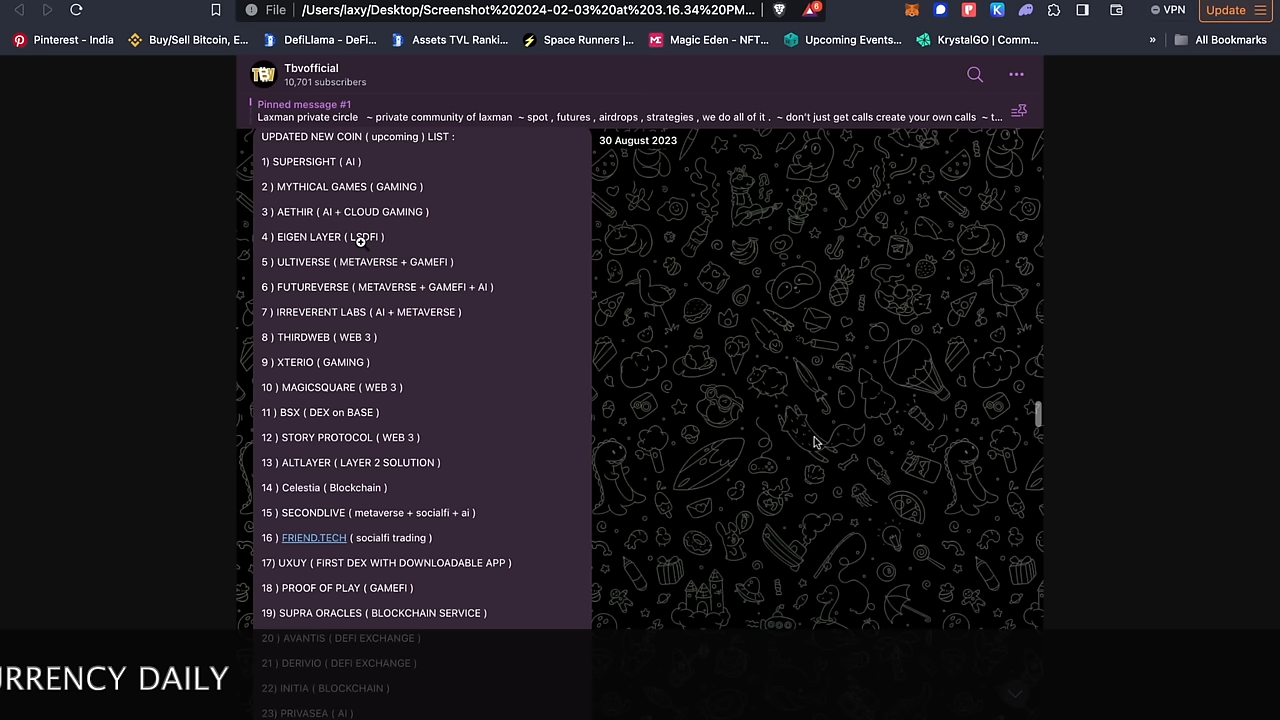 File
/Users/laxy/Desktop/Screenshot%202024-02-03%20at%203.16.34%20PM...
6
VPN
Update
Pinterest - India
Buy/Sell Bitcoin, E...
DefiLlama - DeFi...
Assets TVL Ranki...
Space Runners |...
Magic Eden - NFT...
Upcoming Events...
KrystalGO | Comm...
»
All Bookmarks
TBV
Tbvofficial
10,701 subscribers
Pinned message #1
Laxman private circle ~ private community of laxman ~ spot , futures , airdrops , strategies , we do all of it . ~ don't just get calls create your own calls ~ t...
UPDATED NEW COIN ( upcoming ) LIST :
30 August 2023
1) SUPERSIGHT ( AI )
2 ) MYTHICAL GAMES ( GAMING )
3 ) AETHIR ( AI + CLOUD GAMING )
4 ) EIGEN LAYER ( LSDFI )
5 ) ULTIVERSE ( METAVERSE + GAMEFI )
6 ) FUTUREVERSE ( METAVERSE + GAMEFI + AI )
7 ) IRREVERENT LABS ( AI + METAVERSE )
8 ) THIRDWEB ( WEB 3 )
9 ) XTERIO ( GAMING )
10 ) MAGICSQUARE ( WEB 3 )
11 ) BSX ( DEX on BASE )
12 ) STORY PROTOCOL ( WEB 3 )
13 ) ALTLAYER ( LAYER 2 SOLUTION )
14 ) Celestia ( Blockchain )
15 ) SECONDLIVE ( metaverse + socialfi + ai )
16 ) FRIEND.TECH ( socialfi trading )
17) UXUY ( FIRST DEX WITH DOWNLOADABLE APP )
18 ) PROOF OF PLAY ( GAMEFI )
19) SUPRA ORACLES ( BLOCKCHAIN SERVICE )
20 ) AVANTIS ( DEFI EXCHANGE )
21 ) DERIVIO ( DEFI EXCHANGE )
22) INITIA ( BLOCKCHAIN )
23) PRIVASEA ( AI )
URRENCY DAILY